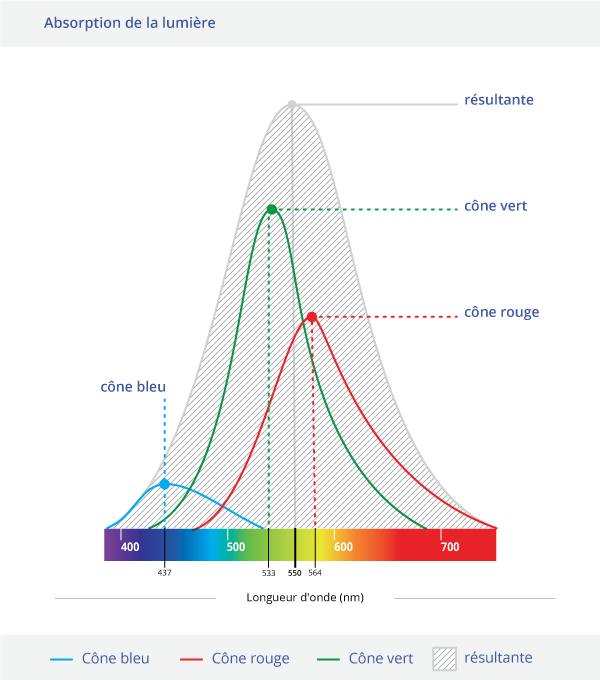 Absorption de la lumière
résultante
cône vert
cône rouge
cône bleu
400 500 600 700
437 533 550 564
Longueur d'onde (nm)
Cône bleu Cône rouge Cône vert résultante